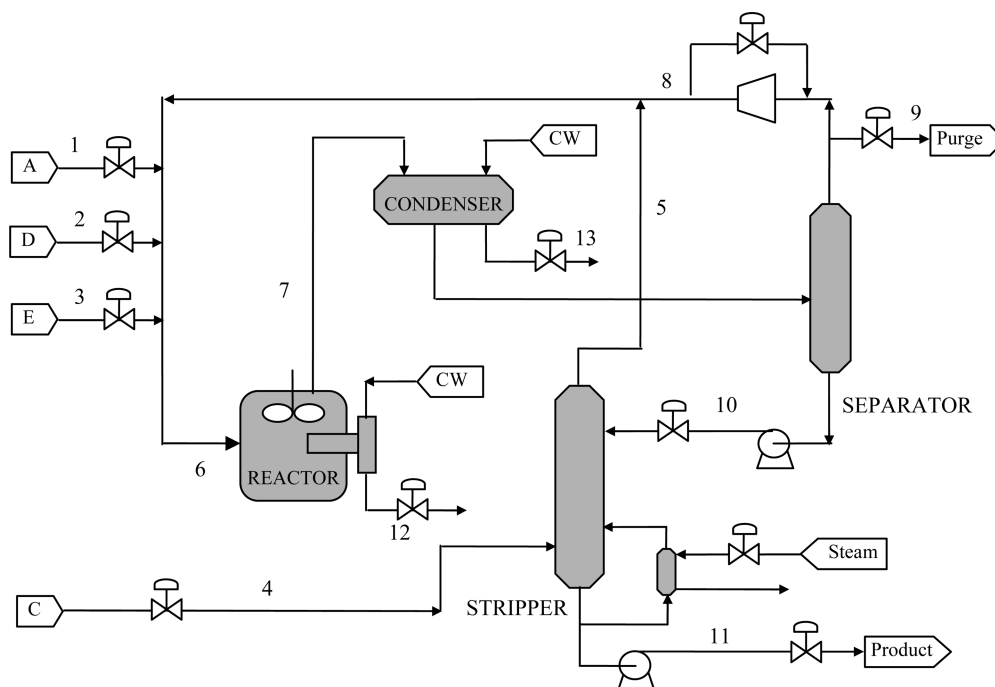 8
9
Purge
1
A
CW
CONDENSER
2
D
5
13
3
E
7
CW
10
SEPARATOR
6
REACTOR
12
Steam
4
C
STRIPPER
11
Product